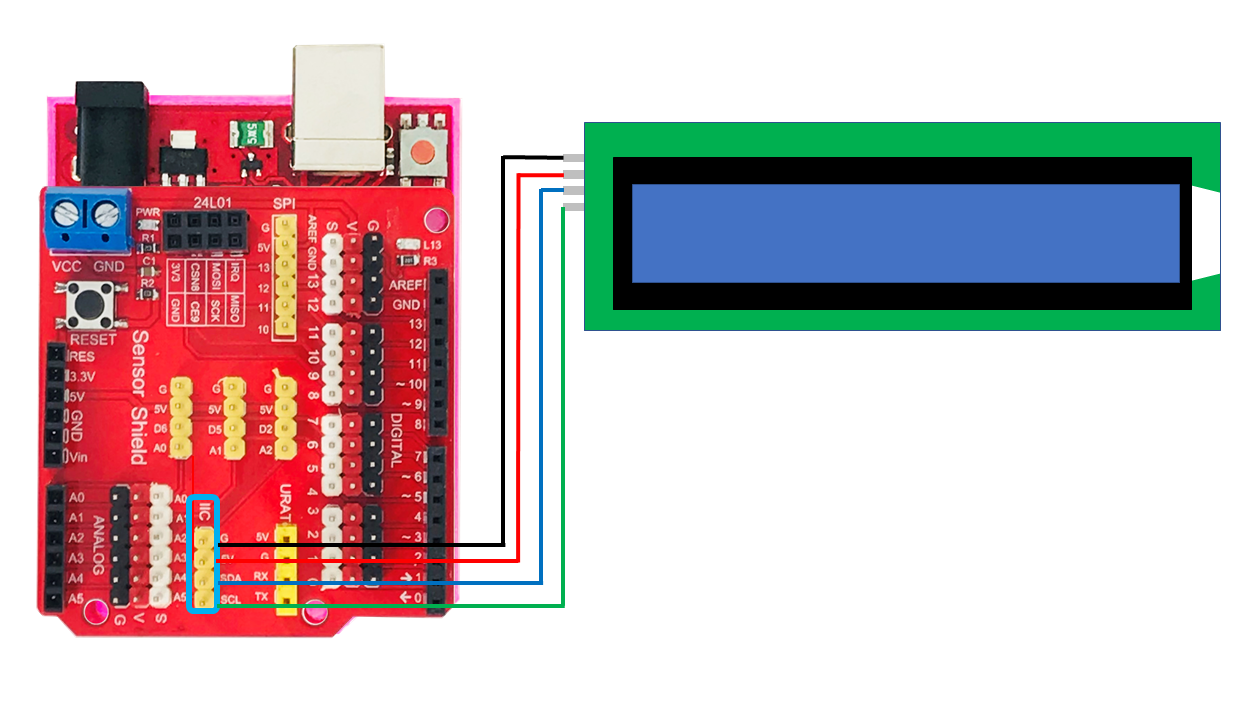 24L01
SPI
PWR
R1
C1
R2
VCC GND
RESET
3V3 CSN8 MOSI IRQ
GND CE9 SCK MISO
G
5V
13
12
11
10
AREF GND 13 12
S V G
L13
R3
AREF
GND
13
12
11
~ 10
~ 9
8
11
10
9
8
RES
3.3V
5V
GND
Vin
Sensor Shield
G
5V
D6
A0
G
5V
D5
A1
G
5V
D2
A2
7
6
5
4
DIGITAL
7
~ 6
~ 5
4
~ 3
2
→ 1
← 0
3
2
1
0
A0
A1
A2
A3
A4
A5
ANALOG
G V S
A0
A1
A2
A3
A4
A5
IIC
G
5V
SDA
SCL
URAT
5V
G
RX
TX